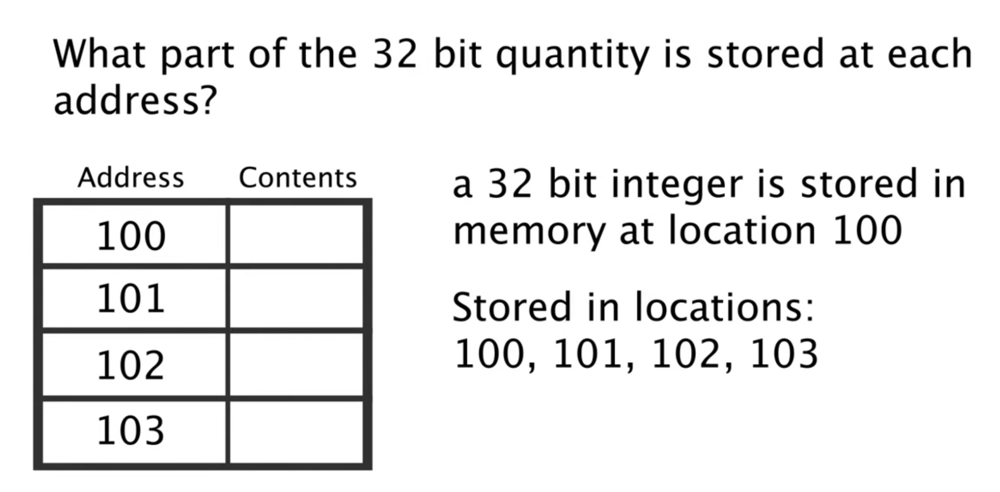 What part of the 32 bit quantity is stored at each
address?
Address Contents
100
101
102
103
a 32 bit integer is stored in
memory at location 100
Stored in locations:
100, 101, 102, 103